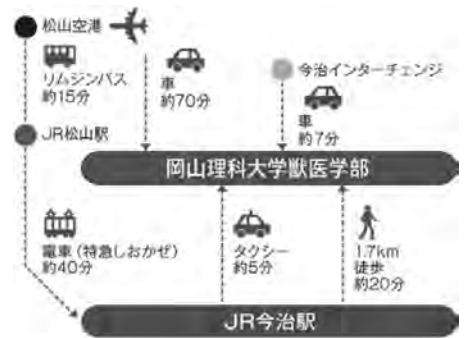 松山空港
リムジンバス
約15分
車
約70分
今治インターチェンジ
車
約7分
JR松山駅
岡山理科大学獣医学部
電車(特急しおかぜ)
約40分
タクシー
約5分
1.7km
徒歩
約20分
JR今治駅